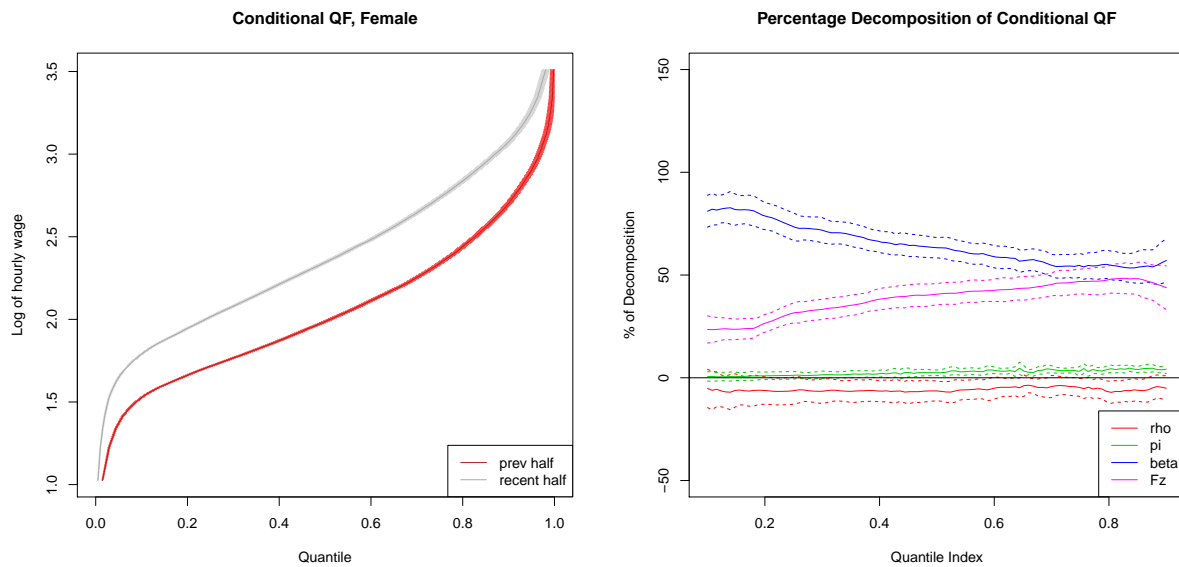 Conditional QF, Female
Log of hourly wage
3.5
3.0
2.5
2.0
1.5
1.0
0.0 0.2 0.4 0.6 0.8 1.0
Quantile
prev half
recent half
Percentage Decomposition of Conditional QF
% of Decomposition
150
100
50
0
−50
0.2 0.4 0.6 0.8
Quantile Index
rho
pi
beta
Fz